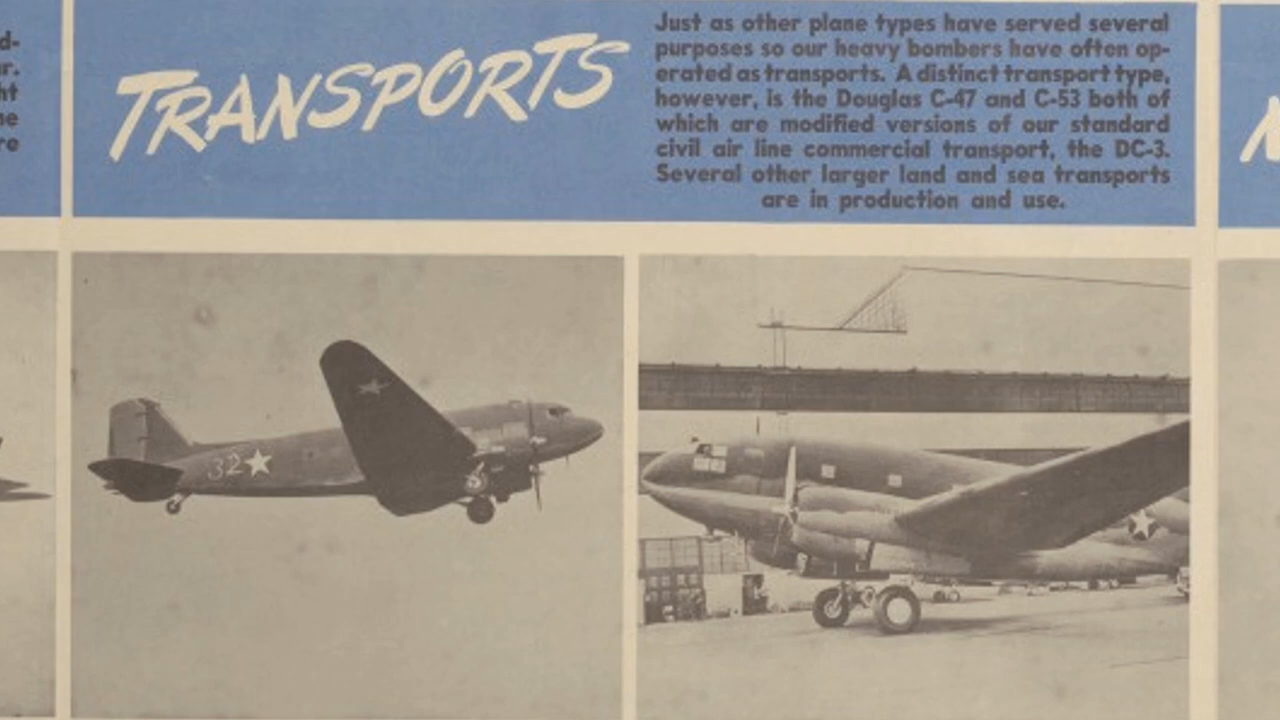 TRANSPORTS
Just as other plane types have served several
purposes so our heavy bombers have often op-
erated as transports. A distinct transport type,
however, is the Douglas C-47 and C-53 both of
which are modified versions of our standard
civil air line commercial transport, the DC-3.
Several other larger land and sea transports
are in production and use.
32